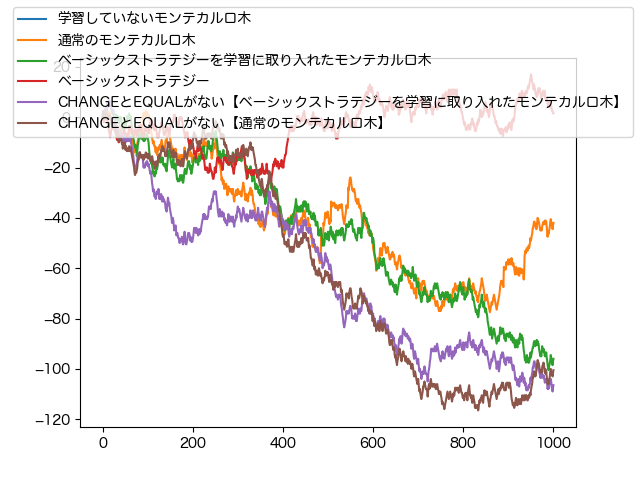 学習していないモンテカルロ木
通常のモンテカルロ木
ベーシックストラテジーを学習に取り入れたモンテカルロ木
ベーシックストラテジー
CHANGEとEQUALがない【ベーシックストラテジーを学習に取り入れたモンテカルロ木】
CHANGEとEQUALがない【通常のモンテカルロ木】
20
0
−20
−40
−60
−80
−100
−120
0 200 400 600 800 1000